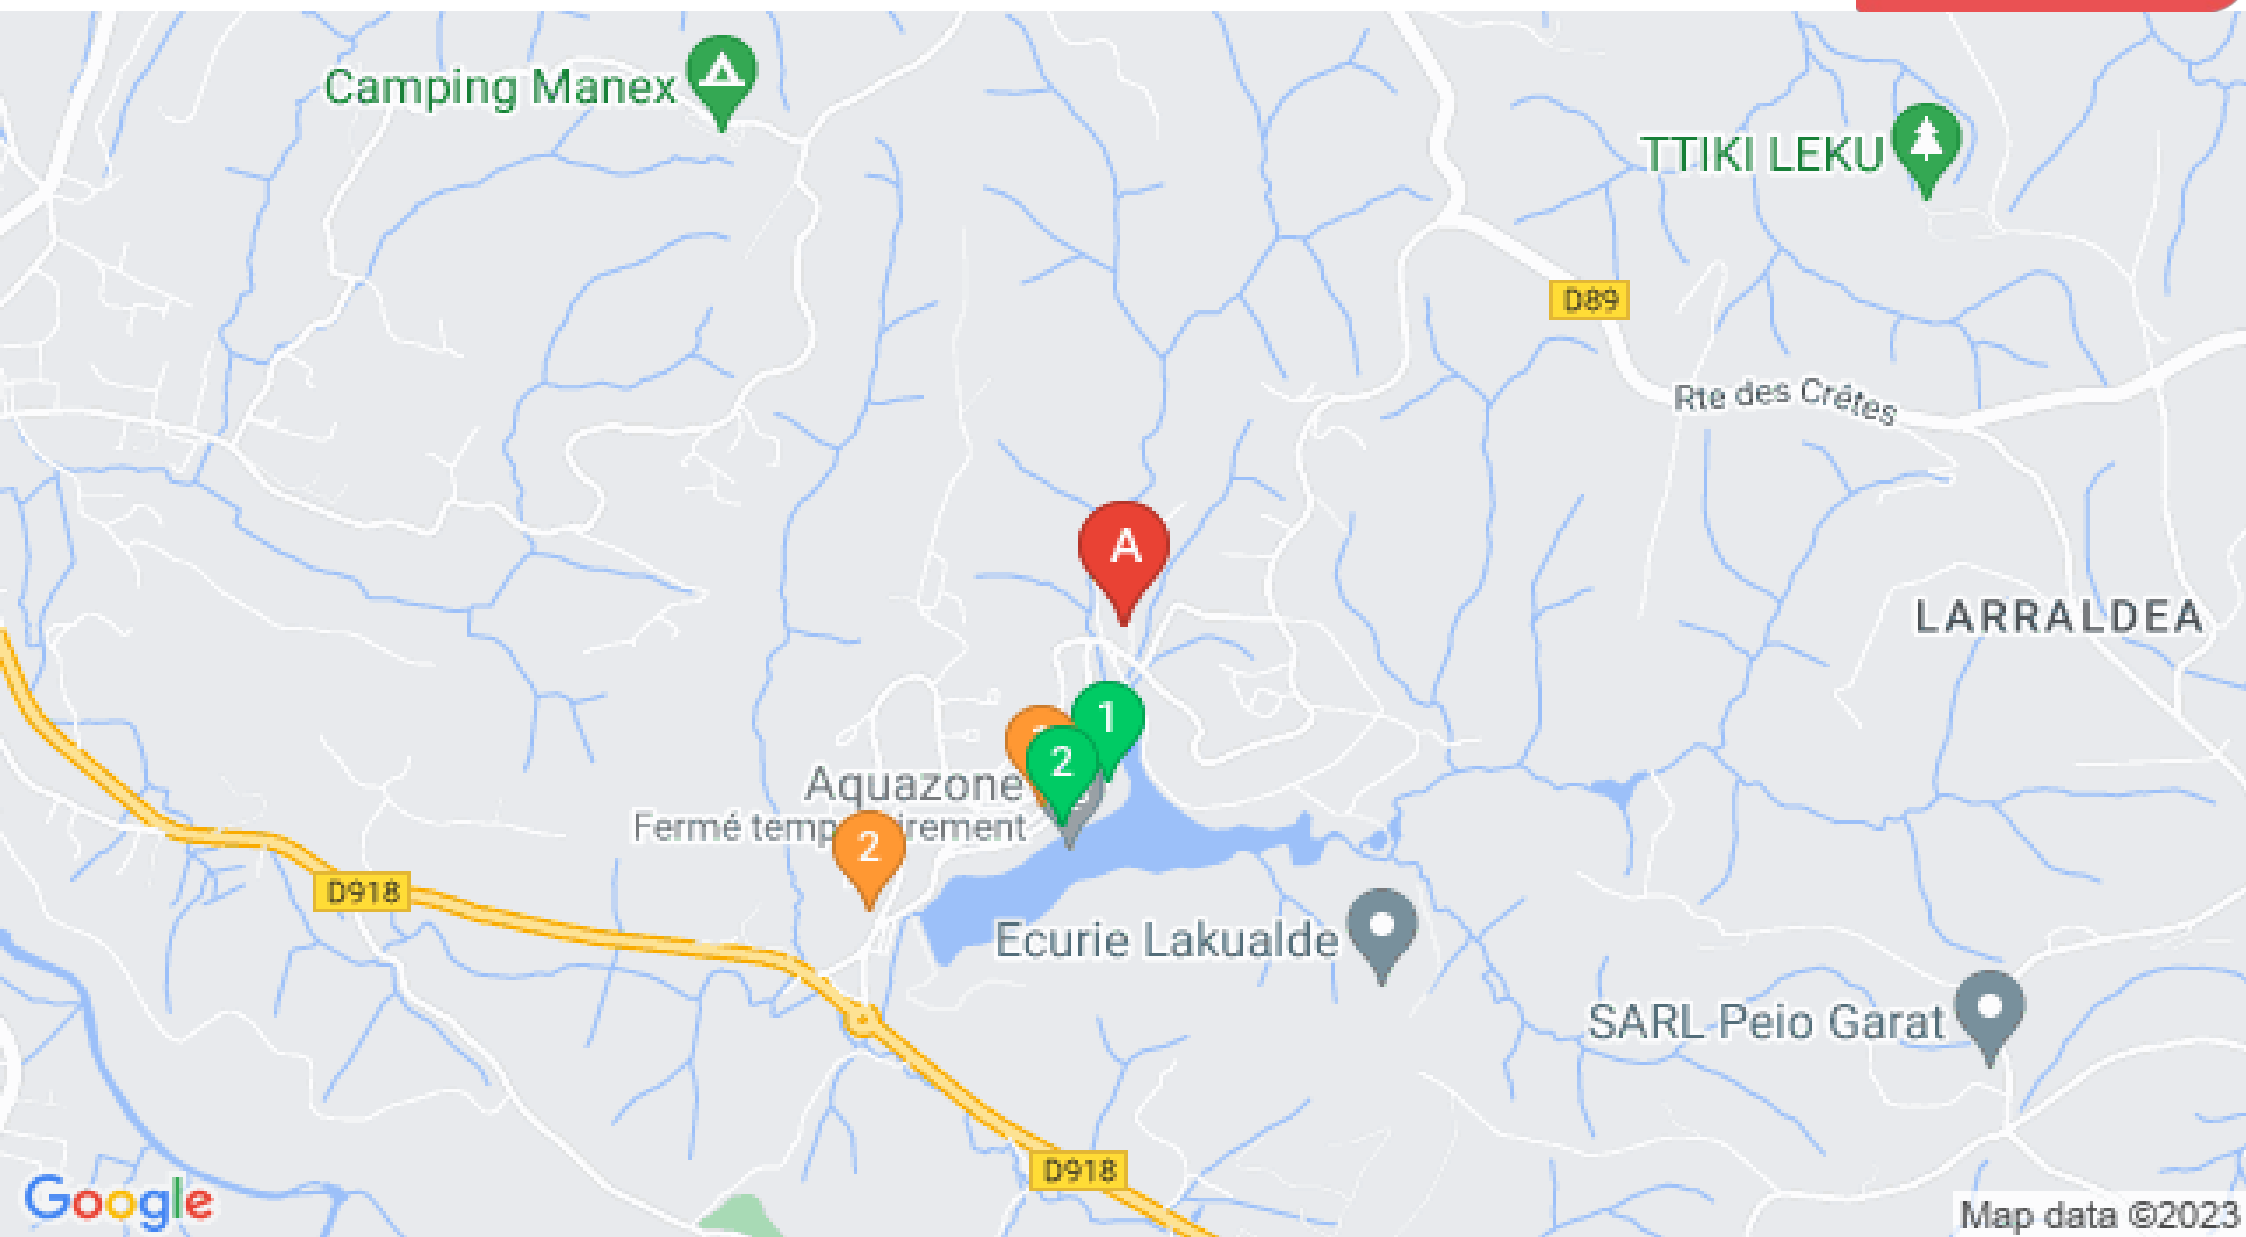 Camping Manex
TTIKI LEKU
D89
Rte des Crêtes
A
LARRALDEA
1
2
Aquazone
Fermé temp
irement
2
D918
Ecurie Lakualde
SARL Peio Garat
D918
Google
Map data ©2023